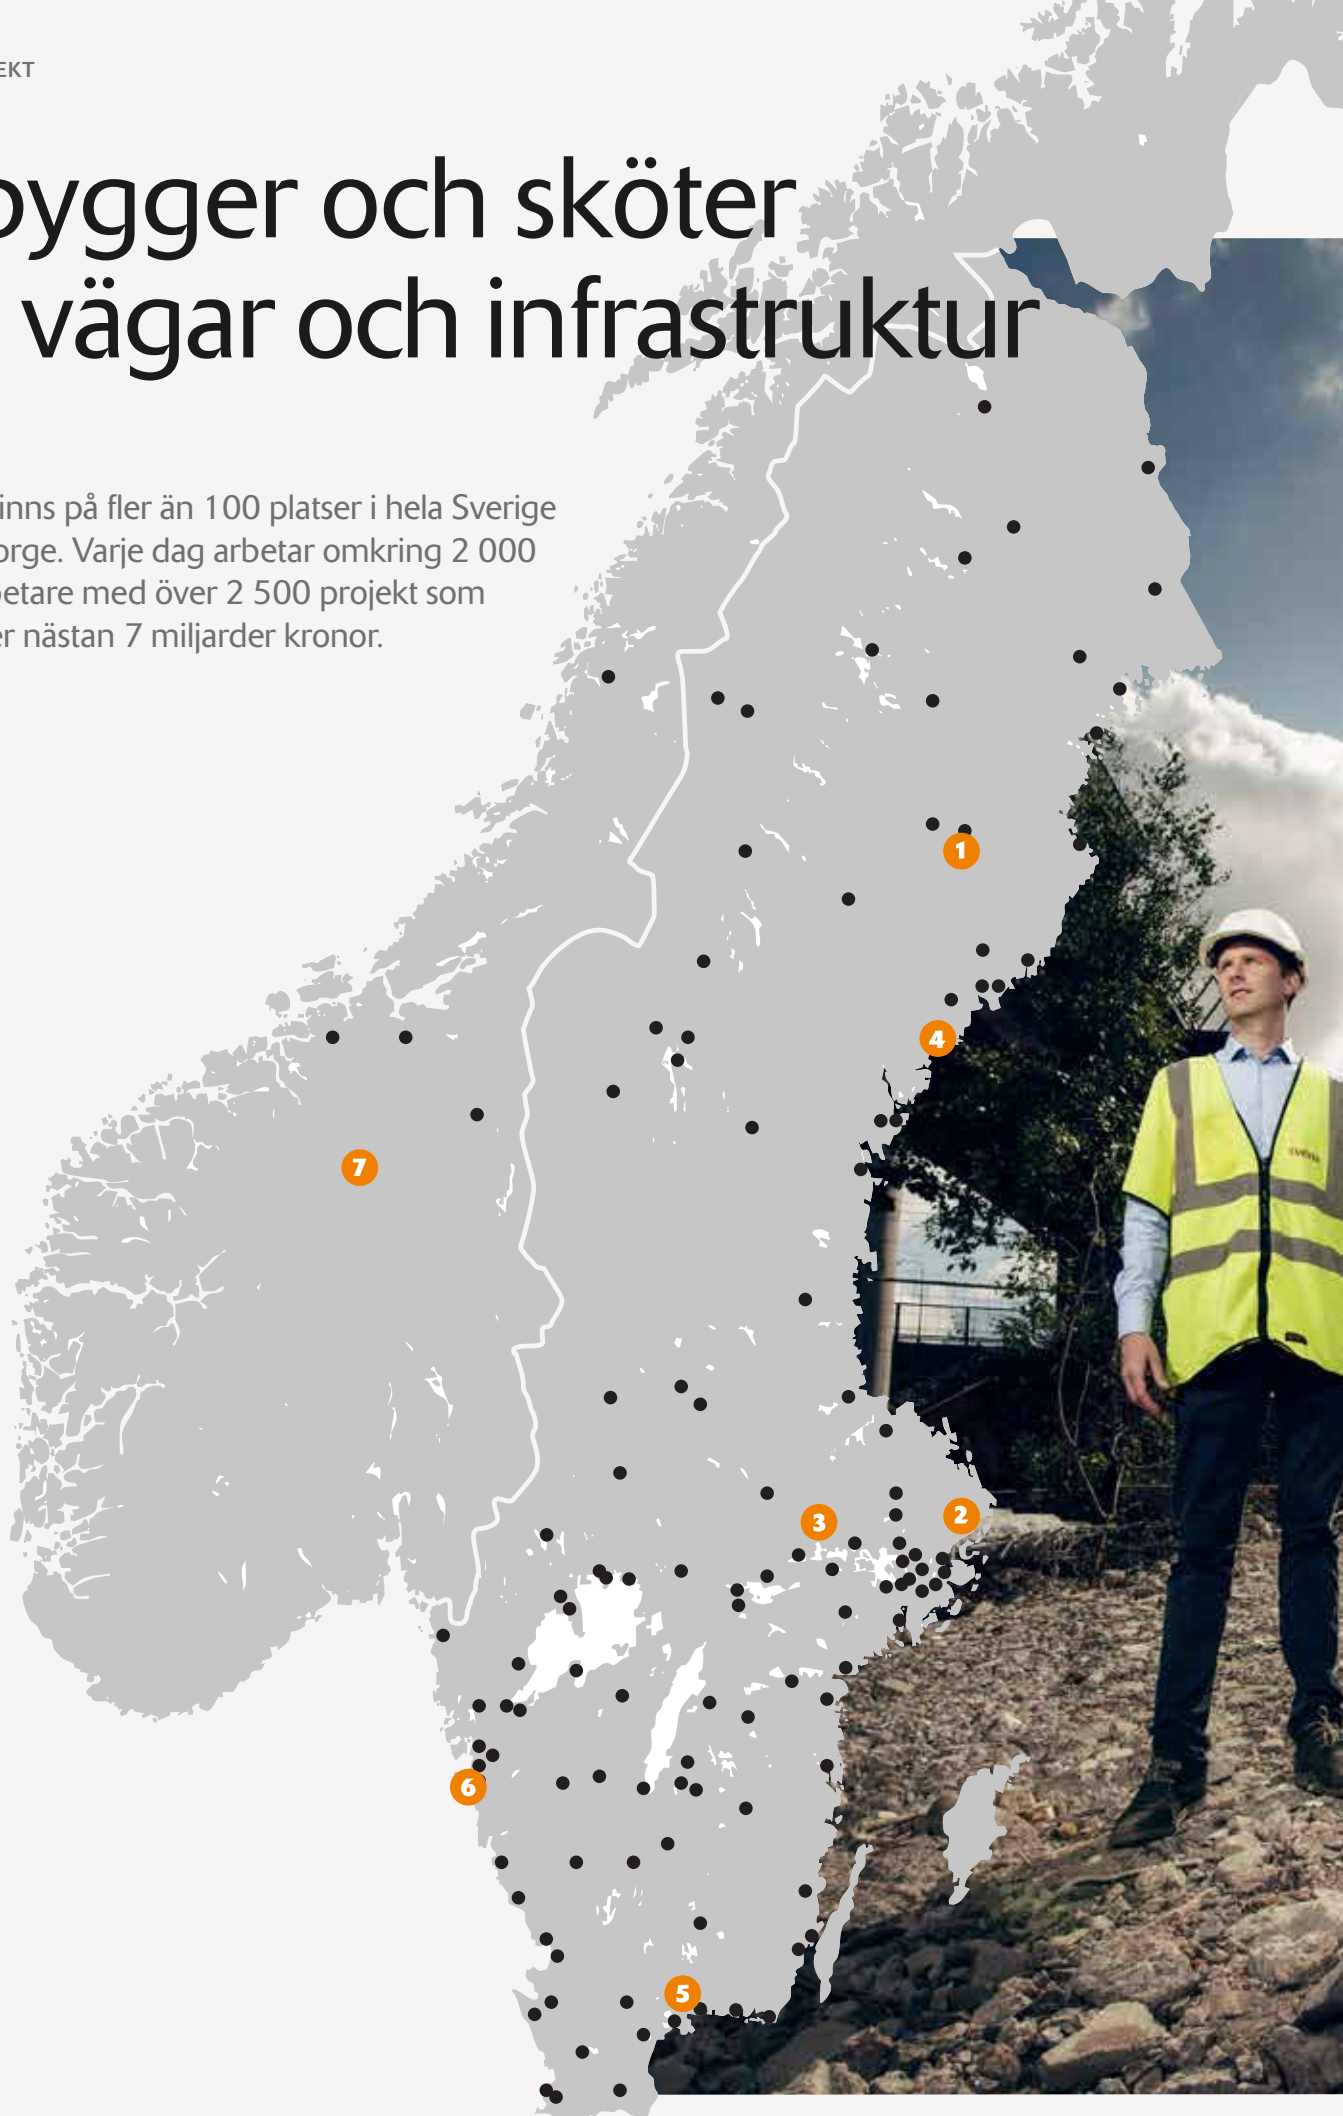 EKT
bygger och sköter
vägar och infrastruktur
inns på fler än 100 platser i hela Sverige
orge. Varje dag arbetar omkring 2 000
betare med över 2 500 projekt som
er nästan 7 miljarder kronor.
1
4
7
3
2
6
5